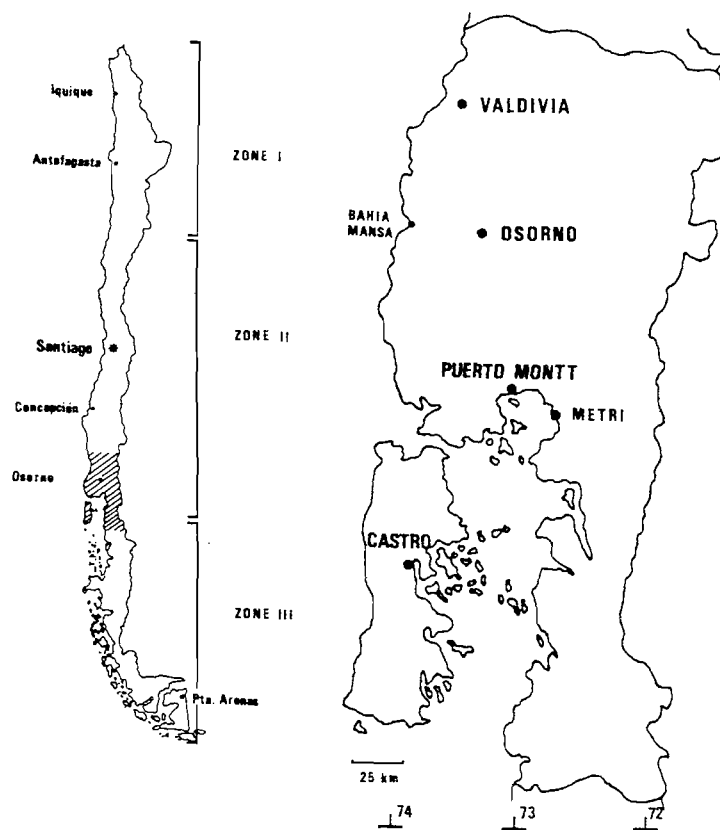 Iquique
Antofagasta
Santiago
Concepción
Osorno
Pta. Arenas
ZONE I
ZONE II
ZONE III
VALDIVIA
BAHIA
MANSA
OSORNO
PUERTO MONTT
METRI
CASTRO
25 km
74
73
72